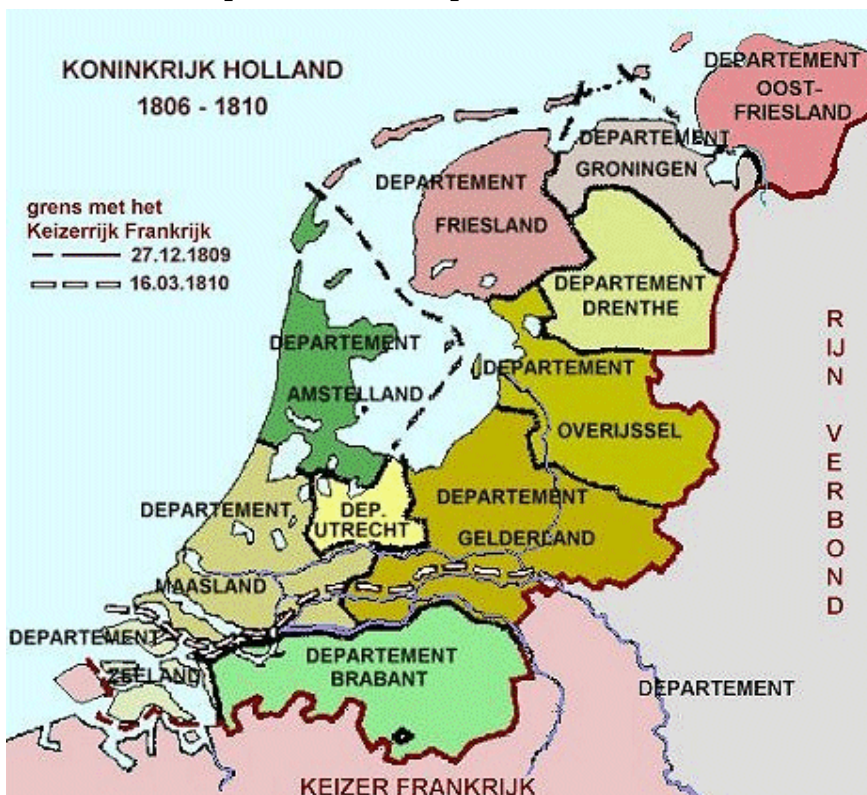 KONINKRIJK HOLLAND
1806 - 1810
DEPARTEMENT
OOST-
FRIESLAND
DEPARTEMENT
GRONINGEN
DEPARTEMENT
FRIESLAND
grens met het
Keizerrijk Frankrijk
27.12.1809
16.03.1810
DEPARTEMENT
DRENTHE
DEPARTEMENT
AMSTELLAND
DEPARTEMENT
OVERIJSSEL
RIJN VERBOND
DEPARTEMENT
MAASLAND
DEP.
UTRECHT
DEPARTEMENT
GELDERLAND
DEPARTEMENT
ZEELAND
DEPARTEMENT
BRABANT
DEPARTEMENT
KEIZER FRANKRIJK